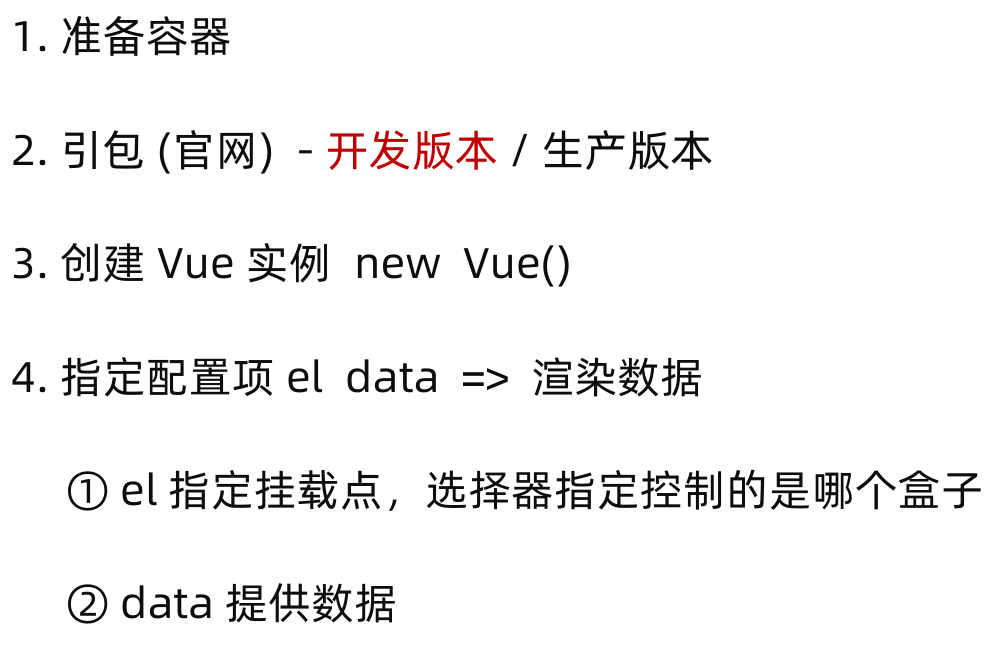 1. 准备容器
2. 引包 (官网) - 开发版本 / 生产版本
3. 创建 Vue 实例 new Vue()
4. 指定配置项 el data => 渲染数据
① el 指定挂载点，选择器指定控制的是哪个盒子
② data 提供数据